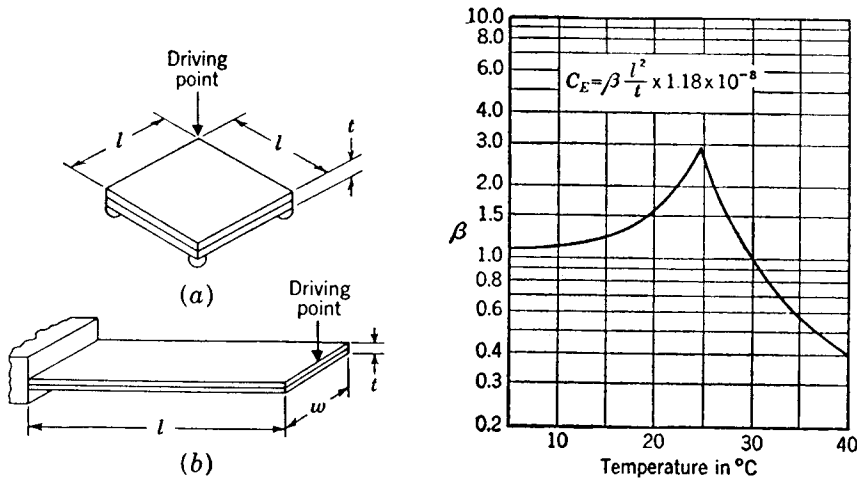 Driving
point
l
l
t
(a)
Driving
point
t
w
l
(b)
10.0
8.0
6.0
4.0
3.0
2.0
1.5
1.0
0.8
0.6
0.4
0.3
0.2
β
C_E=β l²/t x 1.18 x 10⁻⁸
10
20
30
40
Temperature in °C